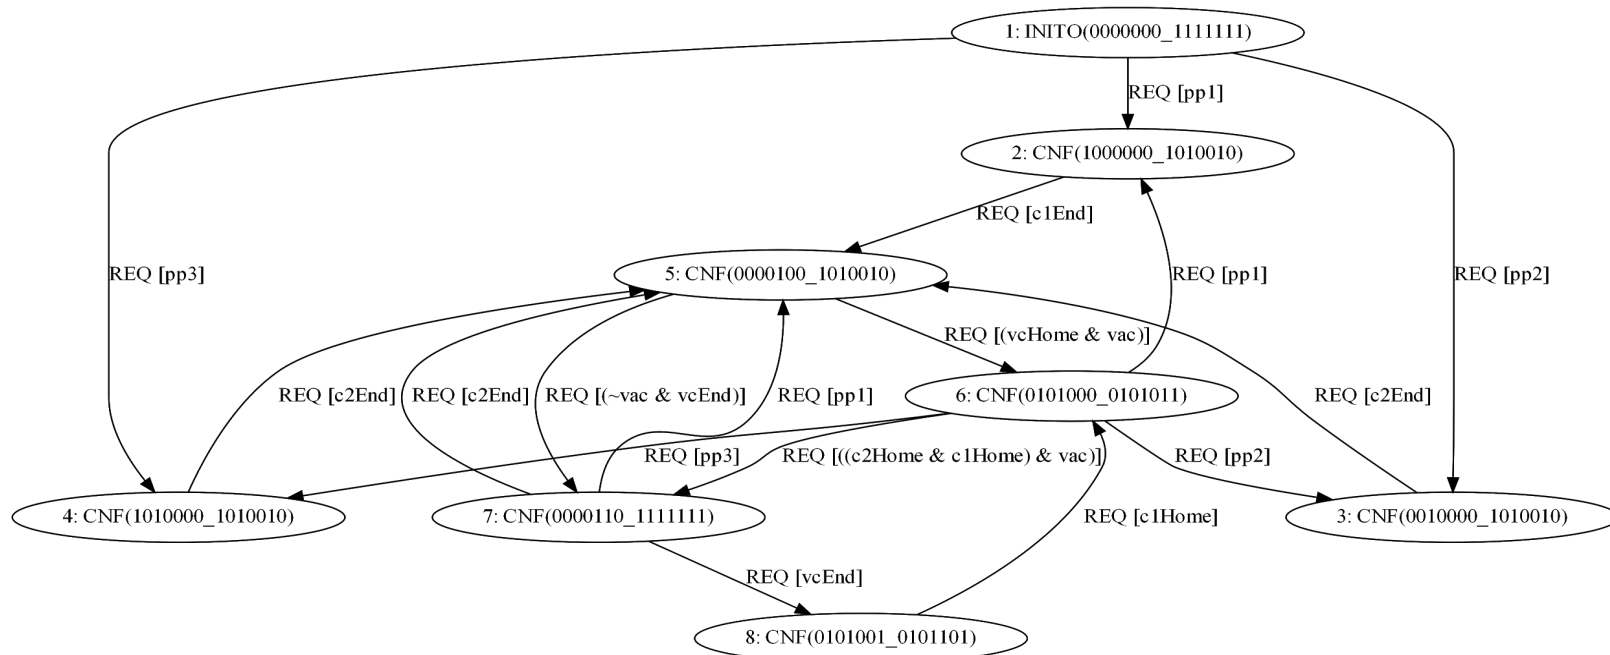 1: INITO(0000000_1111111)
REQ [pp1]
2: CNF(1000000_1010010)
REQ [c1End]
REQ [pp3]
5: CNF(0000100_1010010)
REQ [pp1]
REQ [pp2]
REQ [(vcHome & vac)]
REQ [c2End]
REQ [c2End]
REQ [(~vac & vcEnd)]
REQ [pp1]
6: CNF(0101000_0101011)
REQ [c2End]
REQ [pp3]
REQ [((c2Home & c1Home) & vac)]
REQ [pp2]
4: CNF(1010000_1010010)
7: CNF(0000110_1111111)
REQ [c1Home]
3: CNF(0010000_1010010)
REQ [vcEnd]
8: CNF(0101001_0101101)